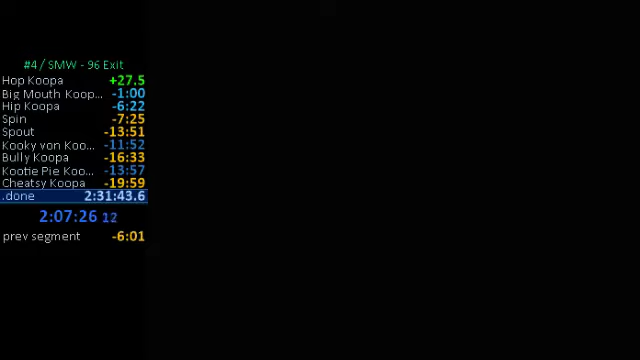 #4 / SMW - 96 Exit
Hop Koopa +27.5
Big Mouth Koop... -1:00
Hip Koopa -6:22
Spin -7:25
Spout -13:51
Kooky von Koo... -11:52
Bully Koopa -16:33
Kootie Pie Koo... -13:57
Cheatsy Koopa -19:59
.done 2:31:43.6
2:07:26 12
prev segment -6:01